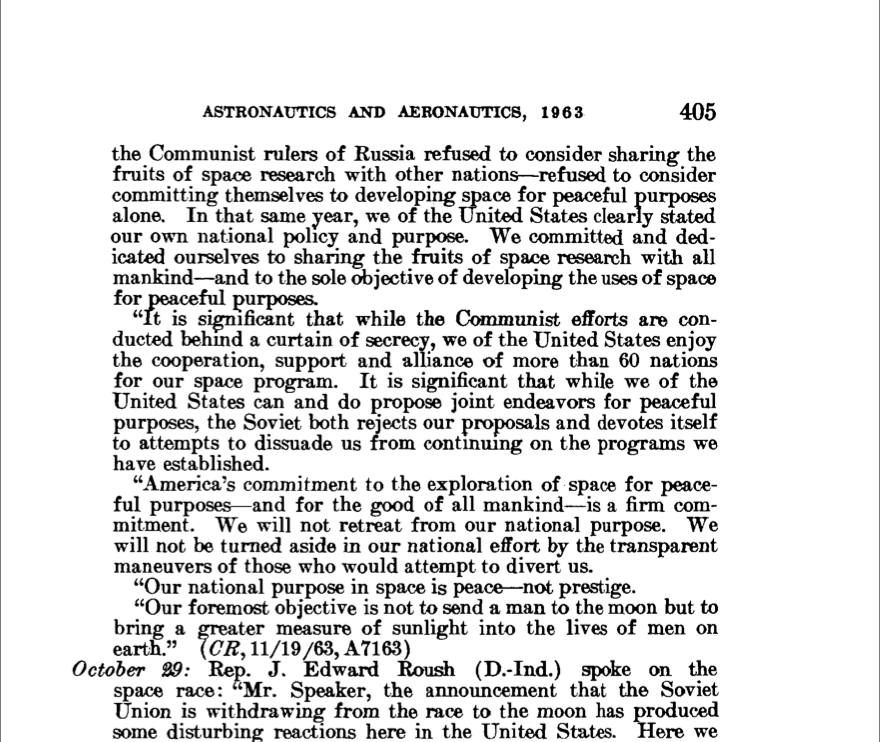 ASTRONAUTICS AND AERONAUTICS, 1963 405
the Communist rulers of Russia refused to consider sharing the
fruits of space research with other nations—refused to consider
committing themselves to developing space for peaceful purposes
alone. In that same year, we of the United States clearly stated
our own national policy and purpose. We committed and ded-
icated ourselves to sharing the fruits of space research with all
mankind—and to the sole objective of developing the uses of space
for peaceful purposes.
"It is significant that while the Communist efforts are con-
ducted behind a curtain of secrecy, we of the United States enjoy
the cooperation, support and alliance of more than 60 nations
for our space program. It is significant that while we of the
United States can and do propose joint endeavors for peaceful
purposes, the Soviet both rejects our proposals and devotes itself
to attempts to dissuade us from continuing on the programs we
have established.
"America's commitment to the exploration of space for peace-
ful purposes—and for the good of all mankind—is a firm com-
mitment. We will not retreat from our national purpose. We
will not be turned aside in our national effort by the transparent
maneuvers of those who would attempt to divert us.
"Our national purpose in space is peace—not prestige.
"Our foremost objective is not to send a man to the moon but to
bring a greater measure of sunlight into the lives of men on
earth." (CR, 11/19/63, A7163)
October 29: Rep. J. Edward Roush (D.-Ind.) spoke on the
space race: "Mr. Speaker, the announcement that the Soviet
Union is withdrawing from the race to the moon has produced
some disturbing reactions here in the United States. Here we